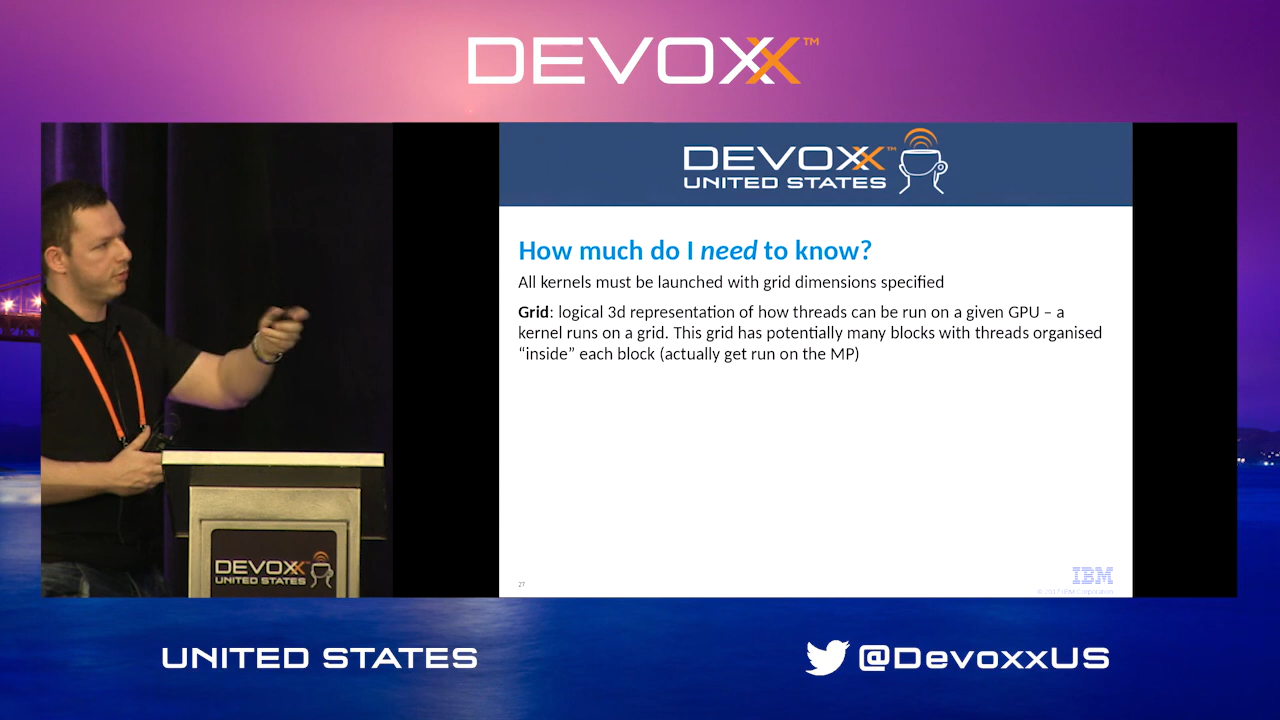 DEVOXX™
DEVOXX™
UNITED STATES
How much do I need to know?
All kernels must be launched with grid dimensions specified
Grid: logical 3d representation of how threads can be run on a given GPU – a
kernel runs on a grid. This grid has potentially many blocks with threads organised
“inside” each block (actually get run on the MP)
27
IBM
© 2017 IBM Corporation
DEVOXX
UNITED STATES
UNITED STATES
@DevoxxUS